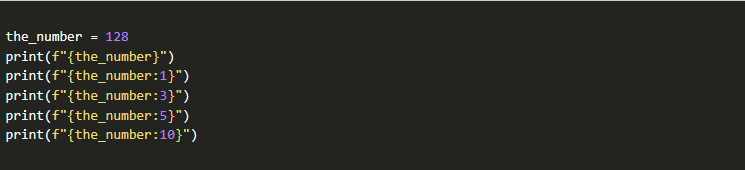 the_number = 128
print(f"{the_number}")
print(f"{the_number:1}")
print(f"{the_number:3}")
print(f"{the_number:5}")
print(f"{the_number:10}")